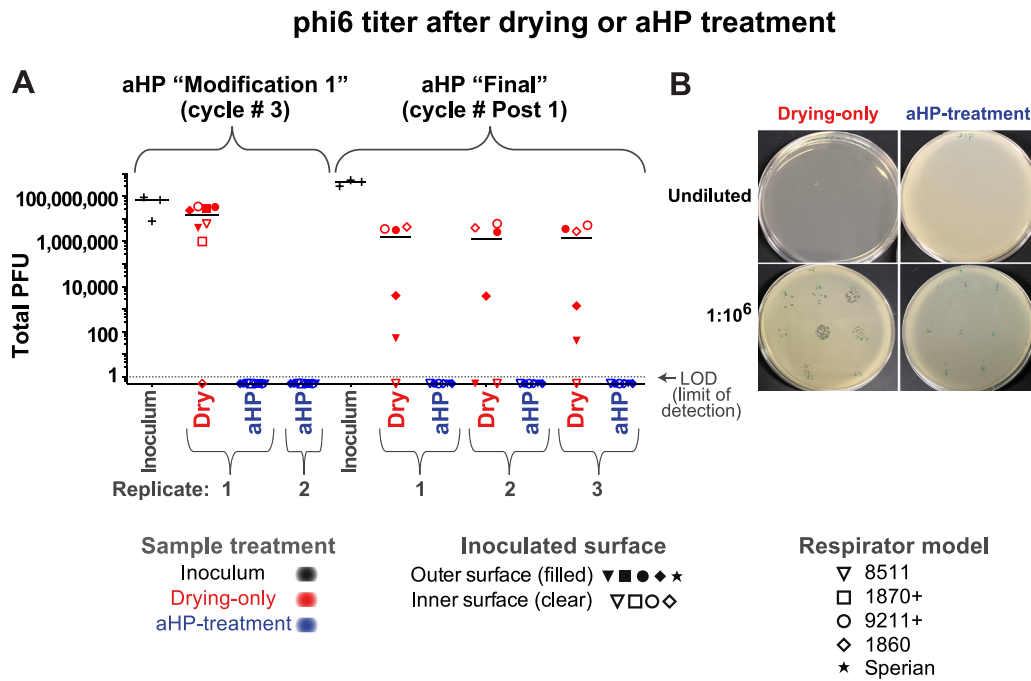 phi6 titer after drying or aHP treatment
A
aHP “Modification 1”
(cycle # 3)
aHP “Final”
(cycle # Post 1)
B
Drying-only
aHP-treatment
Undiluted
1:10⁶
Total PFU
100,000,000
1,000,000
10,000
100
1
LOD
(limit of
detection)
Inoculum
Dry
aHP
aHP
Inoculum
Dry
aHP
Dry
aHP
Dry
aHP
Replicate: 1 2 1 2 3
Sample treatment
Inoculum
Drying-only
aHP-treatment
Inoculated surface
Outer surface (filled)
Inner surface (clear)
Respirator model
8511
1870+
9211+
1860
Sperian